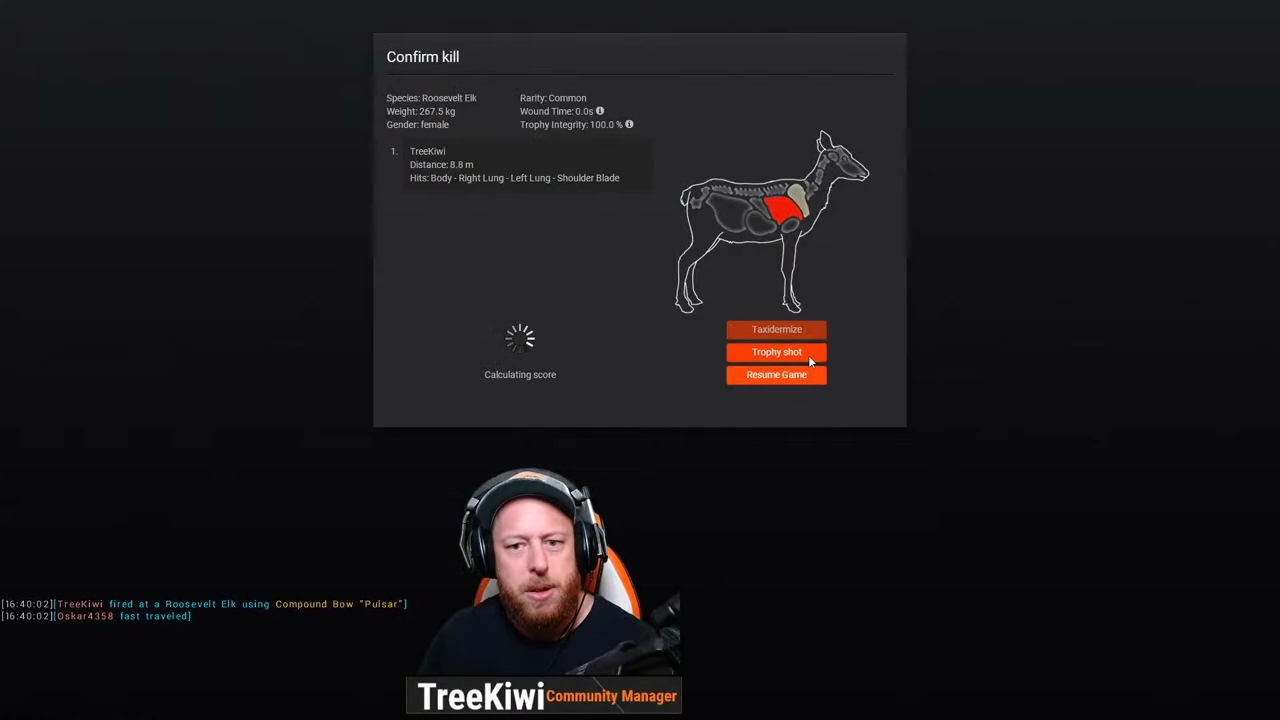 Confirm kill
Species: Roosevelt Elk
Weight: 267.5 kg
Gender: female
Rarity: Common
Wound Time: 0.0s
Trophy Integrity: 100.0 %
1.
TreeKiwi
Distance: 8.8 m
Hits: Body - Right Lung - Left Lung - Shoulder Blade
Calculating score
Taxidermize
Trophy shot
Resume Game
[16:40:02][TreeKiwi fired at a Roosevelt Elk using Compound Bow "Pulsar"]
[16:40:02][Oskar4358 fast traveled]
TreeKiwi Community Manager